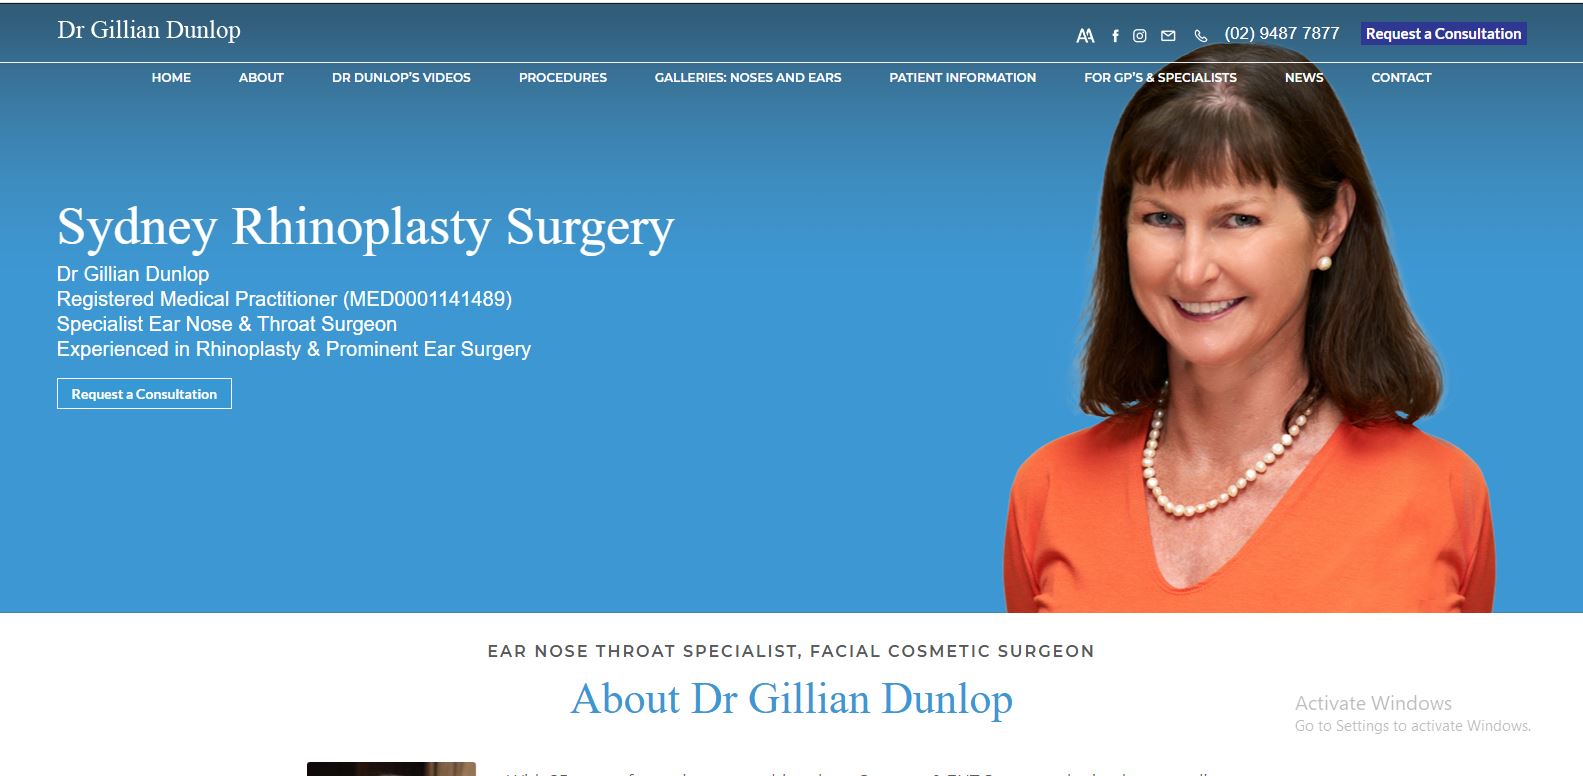 Dr Gillian Dunlop
(02) 9487 7877
Request a Consultation
HOME ABOUT DR DUNLOP'S VIDEOS PROCEDURES GALLERIES: NOSES AND EARS PATIENT INFORMATION FOR GP'S & SPECIALISTS NEWS CONTACT
Sydney Rhinoplasty Surgery
Dr Gillian Dunlop
Registered Medical Practitioner (MED0001141489)
Specialist Ear Nose & Throat Surgeon
Experienced in Rhinoplasty & Prominent Ear Surgery
Request a Consultation
EAR NOSE THROAT SPECIALIST, FACIAL COSMETIC SURGEON
About Dr Gillian Dunlop
Activate Windows
Go to Settings to activate Windows.